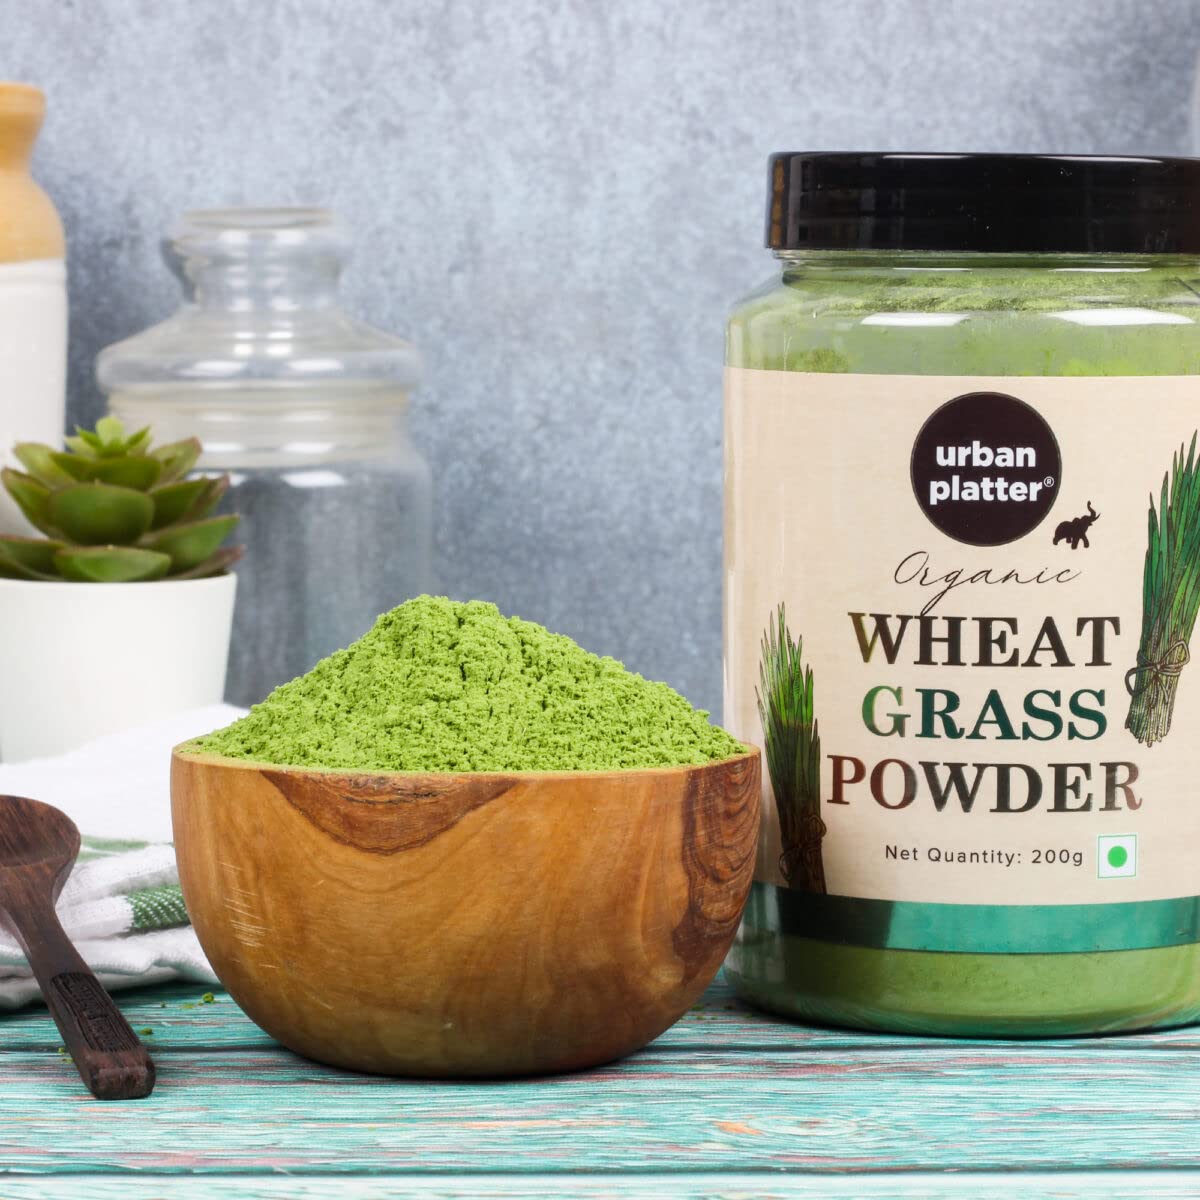 urban
platter®
Organic
WHEAT
GRASS
POWDER
Net Quantity: 200g